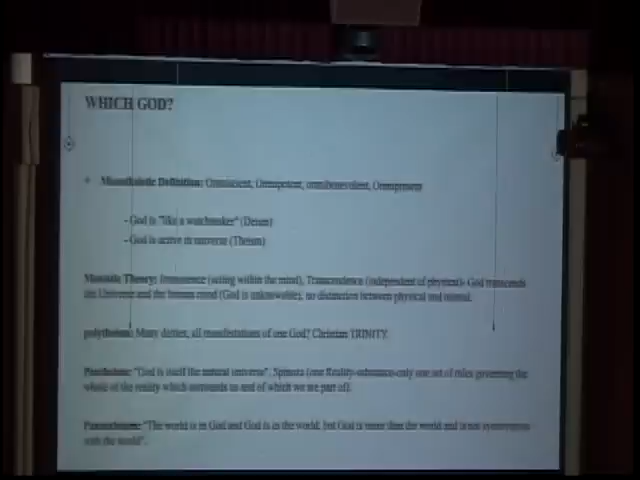 WHICH GOD?
Monotheistic Definition: Omniscient, Omnipotent, omnibenevolent, Omnipresent
- God is "like a watchmaker" (Deism)
- God is active in universe (Theism)
Monistic Theory: Immanence (acting within the mind), Transcendence (independent of physical)- God transcends
the Universe and the human mind (God is unknowable), no distinction between physical and mental.
polytheism: Many deities, all manifestations of one God? Christian TRINITY.
Pantheism: "God is itself the natural universe". Spinoza (one Reality-substance-only one set of rules governing the
whole of the reality which surrounds us and of which we are part of).
Panentheism: "The world is in God and God is in the world, but God is more than the world and is not synonymous
with the world".